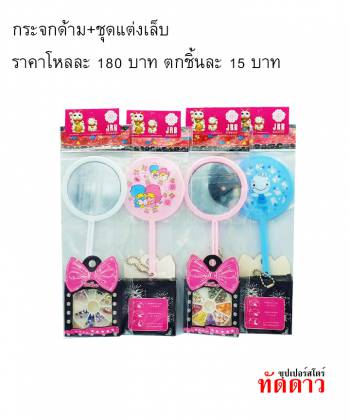 กระจกด้าม+ชุดแต่งเล็บ
ราคาโหลละ 180 บาท ตกชิ้นละ 15 บาท
JRB
JRB
ซุปเปอร์สโตร์
ทัดดาว